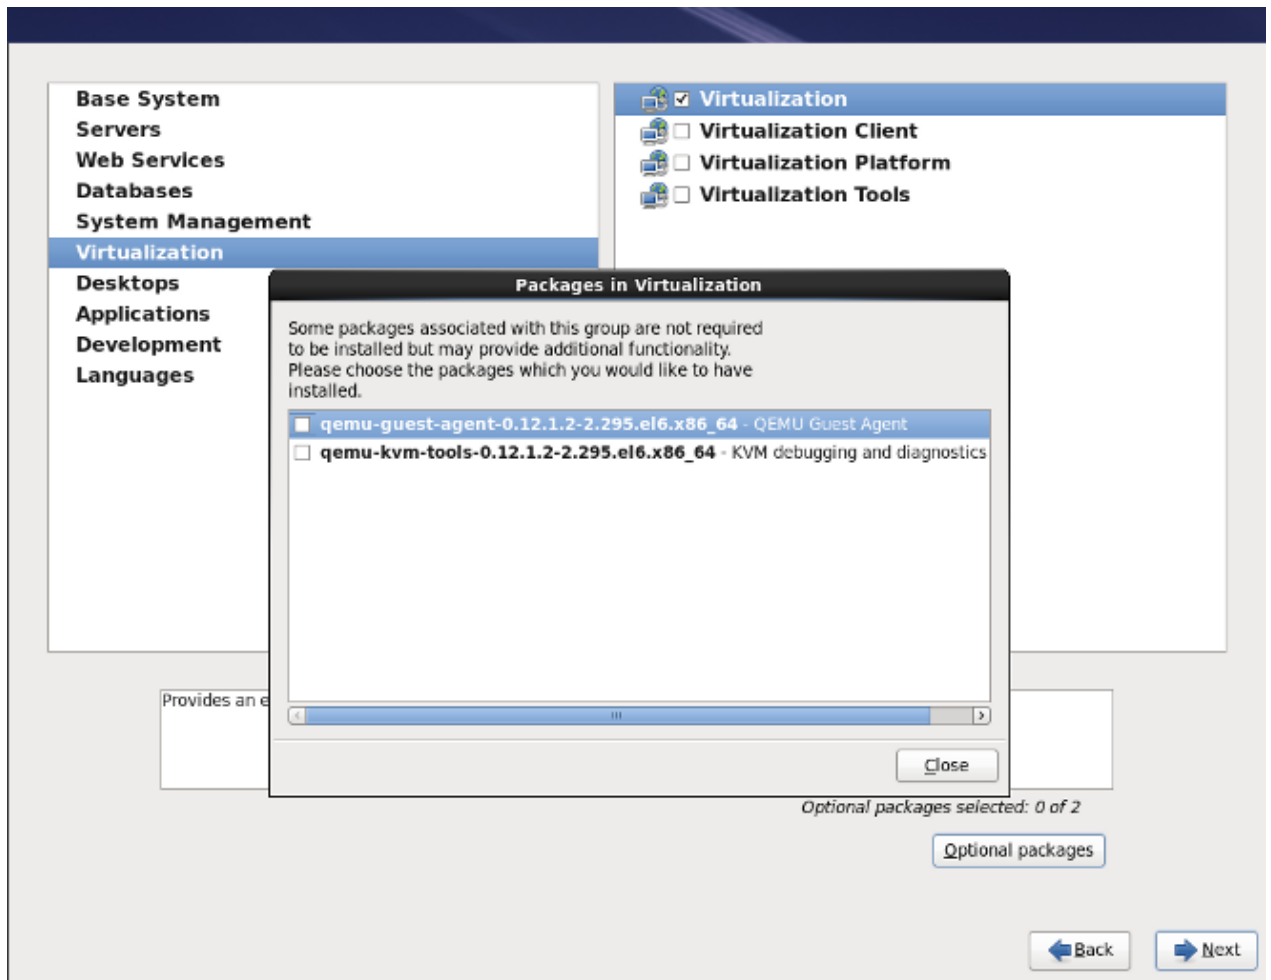 Base System
Servers
Web Services
Databases
System Management
Virtualization
Desktops
Applications
Development
Languages
Virtualization
Virtualization Client
Virtualization Platform
Virtualization Tools
Packages in Virtualization
Some packages associated with this group are not required
to be installed but may provide additional functionality.
Please choose the packages which you would like to have
installed.
qemu-guest-agent-0.12.1.2-2.295.el6.x86_64 - QEMU Guest Agent
qemu-kvm-tools-0.12.1.2-2.295.el6.x86_64 - KVM debugging and diagnostics
Provides an e
Close
Optional packages selected: 0 of 2
Optional packages
Back
Next